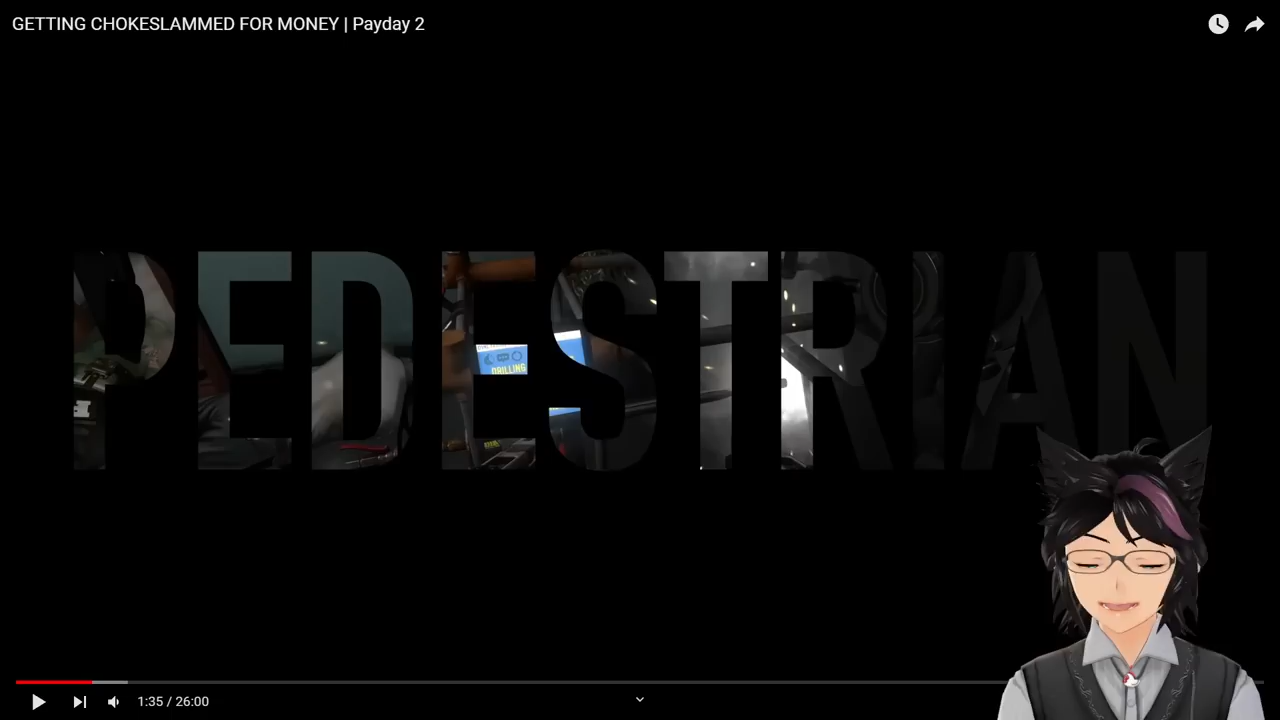 GETTING CHOKESLAMMED FOR MONEY | Payday 2
PEDESTRIAN
DRILLING
1:35 / 26:00